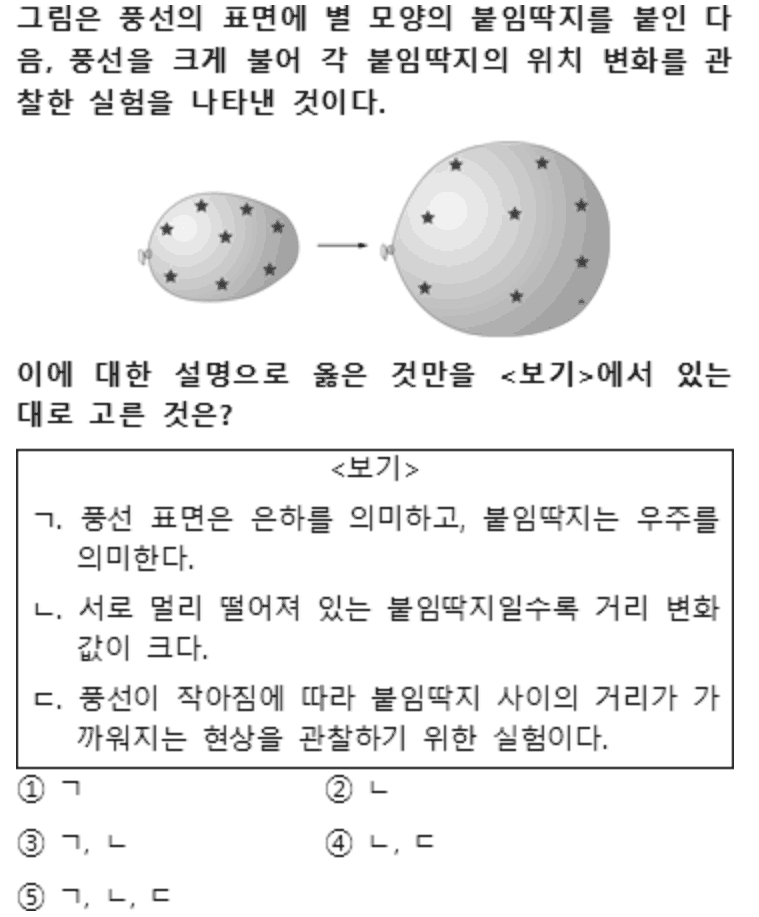 그림은 풍선의 표면에 별 모양의 붙임딱지를 붙인 다
음, 풍선을 크게 불어 각 붙임딱지의 위치 변화를 관
찰한 실험을 나타낸 것이다.
이에 대한 설명으로 옳은 것만을 <보기>에서 있는
대로 고른 것은?
<보기>
ㄱ. 풍선 표면은 은하를 의미하고, 붙임딱지는 우주를
의미한다.
ㄴ. 서로 멀리 떨어져 있는 붙임딱지일수록 거리 변화
값이 크다.
ㄷ. 풍선이 작아짐에 따라 붙임딱지 사이의 거리가 가
까워지는 현상을 관찰하기 위한 실험이다.
① ㄱ ② ㄴ
③ ㄱ, ㄴ ④ ㄴ, ㄷ
⑤ ㄱ, ㄴ, ㄷ